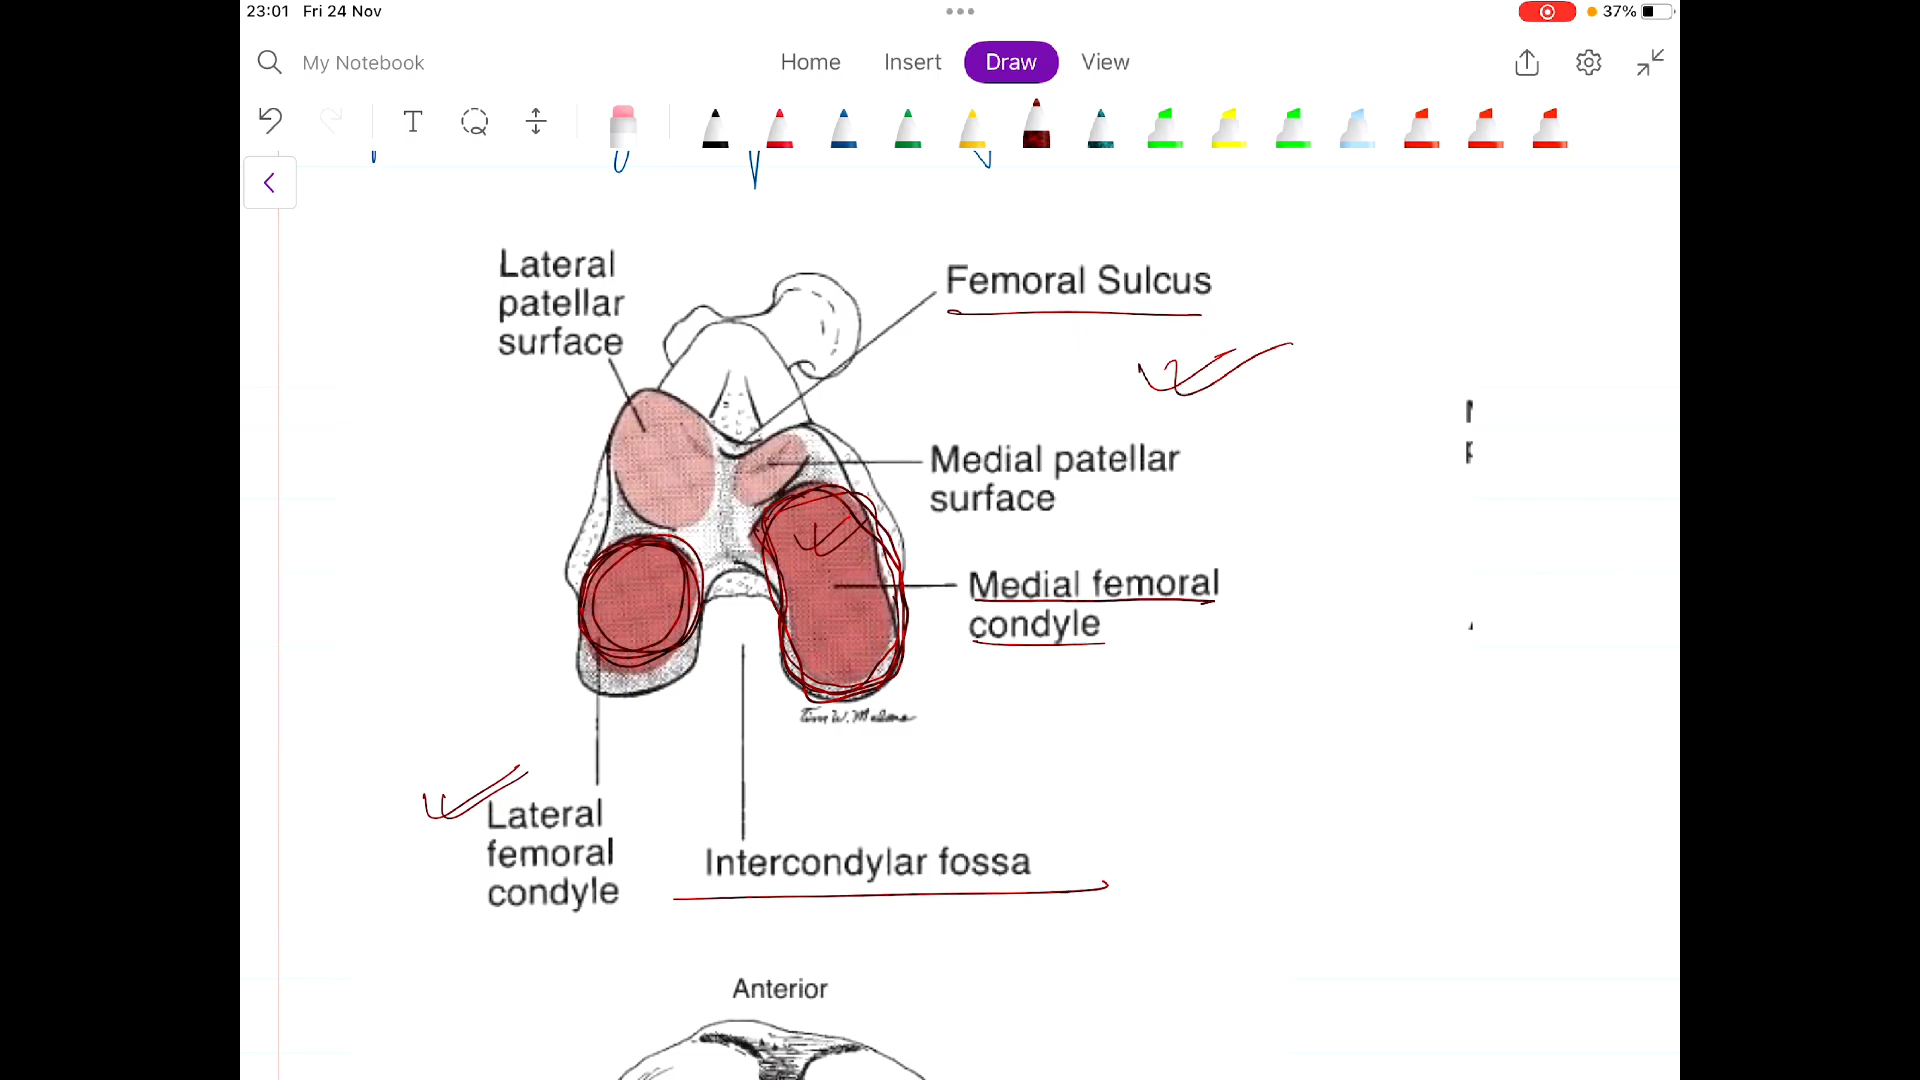 23:01 Fri 24 Nov
37%
My Notebook
Home Insert Draw View
T
Lateral
patellar
surface
Femoral Sulcus
Medial patellar
surface
Medial femoral
condyle
Lateral
femoral
condyle
Intercondylar fossa
Anterior